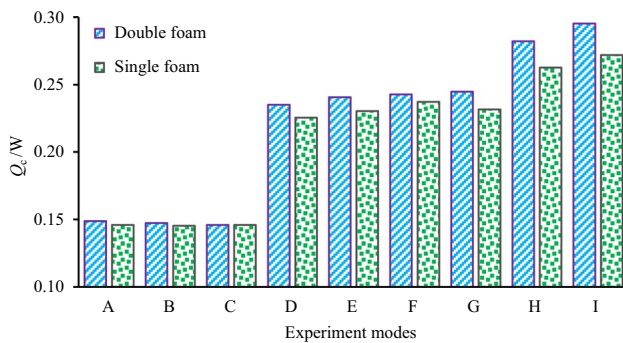 0.30
0.25
0.20
0.15
0.10
Qc/W
Double foam
Single foam
A B C D E F G H I
Experiment modes